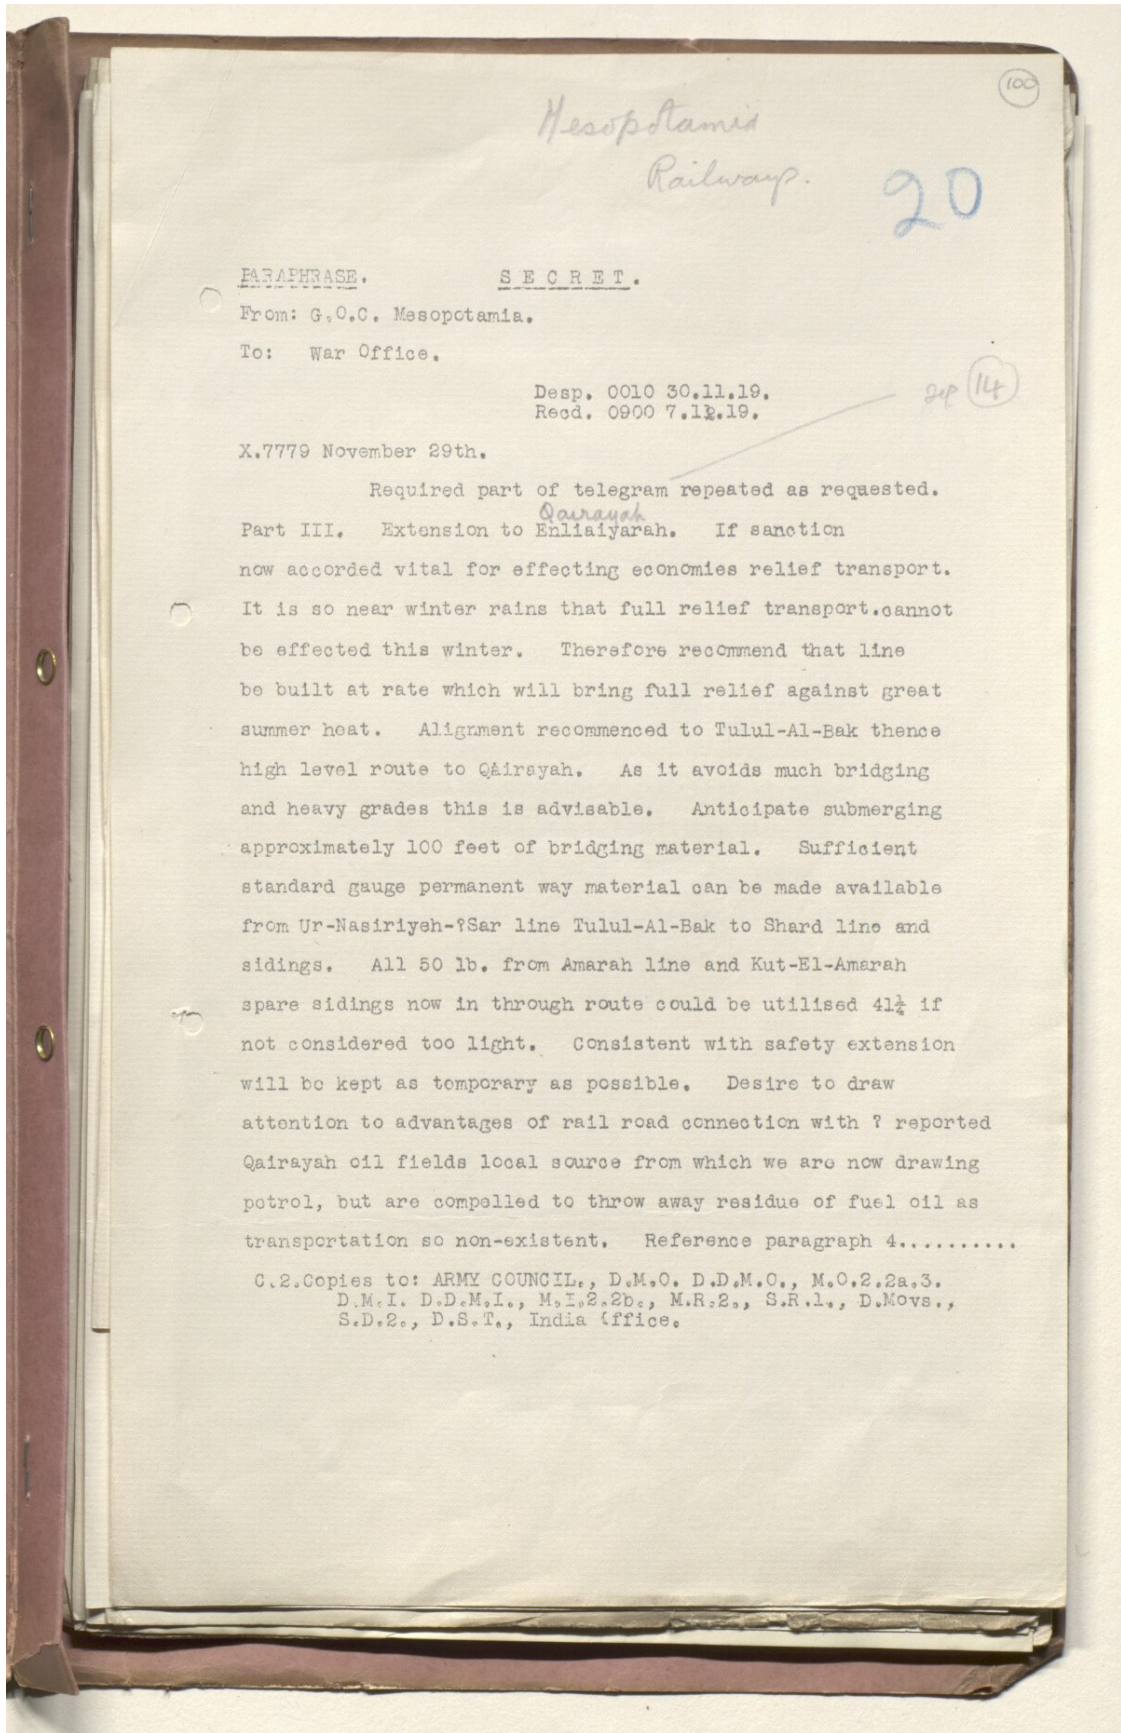 100
Mesopotamia
Railways.
20
PARAPHRASE. SECRET.
From: G.O.C. Mesopotamia.
To: War Office.
Desp. 0010 30.11.19.
Recd. 0900 7.12.19.
14
X.7779 November 29th.
Required part of telegram repeated as requested.
Qairayah
Part III. Extension to Enliaiyarah. If sanction
now accorded vital for effecting economies relief transport.
It is so near winter rains that full relief transport.cannot
be effected this winter. Therefore recommend that line
be built at rate which will bring full relief against great
summer heat. Alignment recommenced to Tulul-Al-Bak thence
high level route to Qairayah. As it avoids much bridging
and heavy grades this is advisable. Anticipate submerging
approximately 100 feet of bridging material. Sufficient
standard gauge permanent way material can be made available
from Ur-Nasiriyeh-?Sar line Tulul-Al-Bak to Shard line and
sidings. All 50 lb. from Amarah line and Kut-El-Amarah
spare sidings now in through route could be utilised 41¼ if
not considered too light. Consistent with safety extension
will be kept as temporary as possible. Desire to draw
attention to advantages of rail road connection with ? reported
Qairayah oil fields local source from which we are now drawing
petrol, but are compelled to throw away residue of fuel oil as
transportation so non-existent. Reference paragraph 4..........
C.2.Copies to: ARMY COUNCIL., D.M.O. D.D.M.O., M.O.2.2a.3.
D.M.I. D.D.M.I., M.I.2.2b., M.R.2., S.R.1., D.Movs.,
S.D.2., D.S.T., India Office.